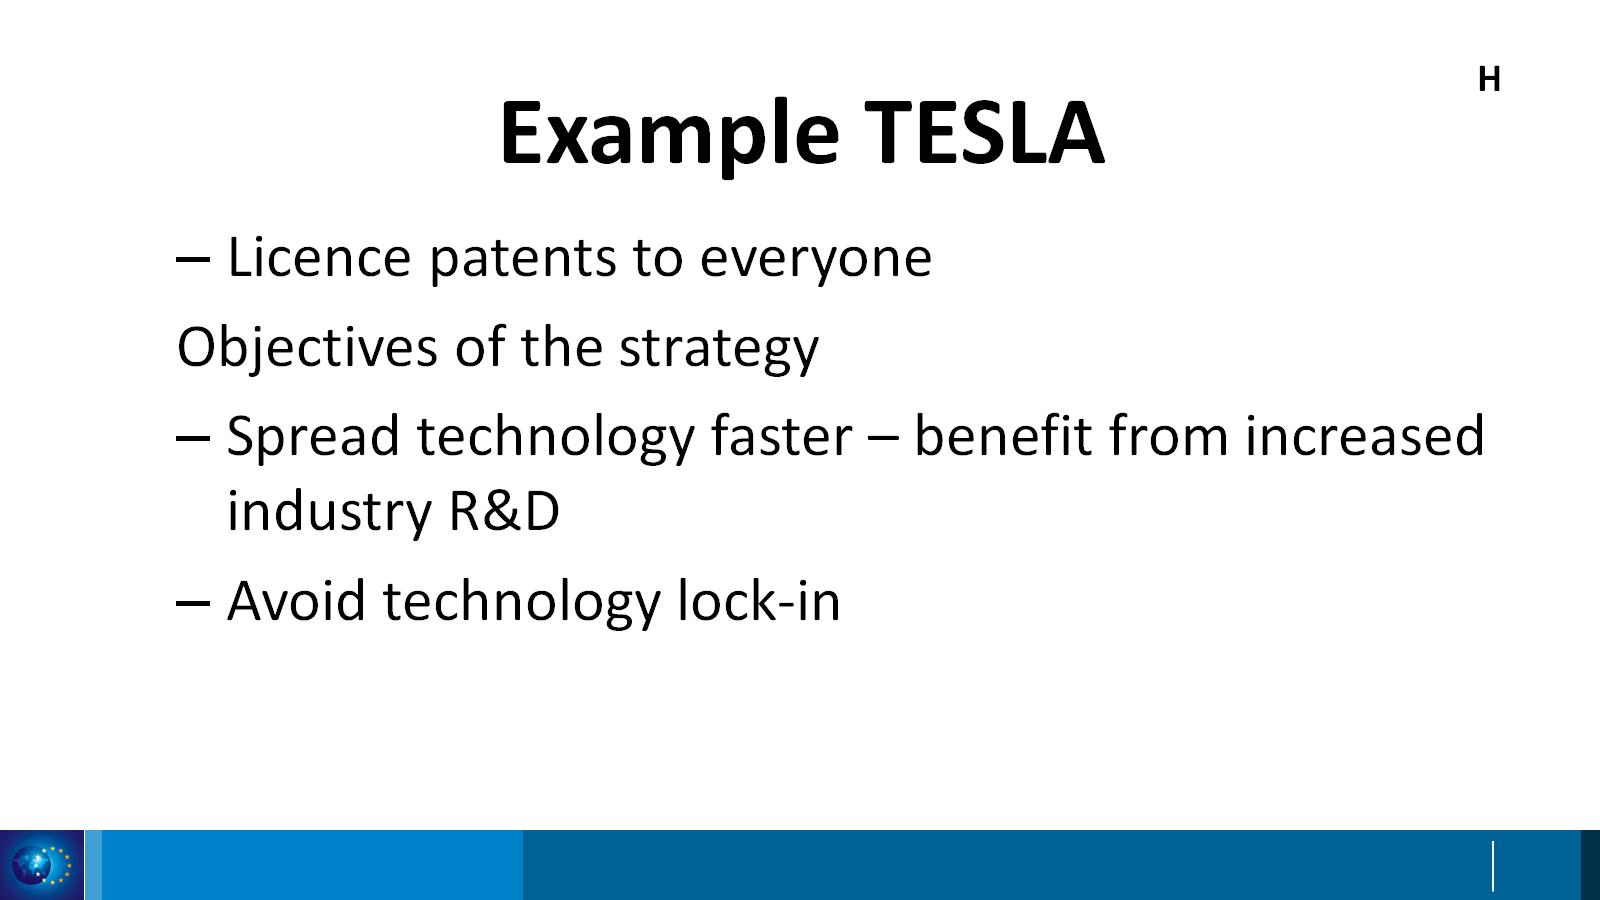 H
Example TESLA
– Licence patents to everyone
Objectives of the strategy
– Spread technology faster – benefit from increased
industry R&D
– Avoid technology lock-in